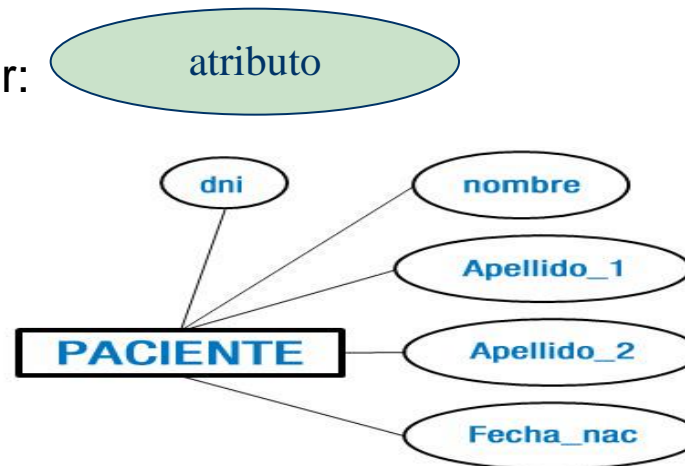 r:
atributo
dni
nombre
Apellido_1
PACIENTE
Apellido_2
Fecha_nac